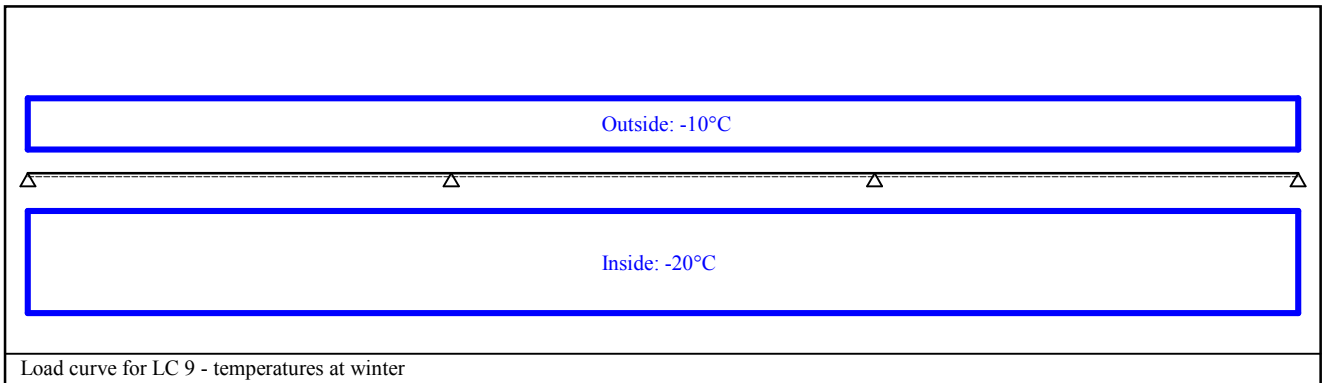 Outside: -10°C
Inside: -20°C
Load curve for LC 9 - temperatures at winter